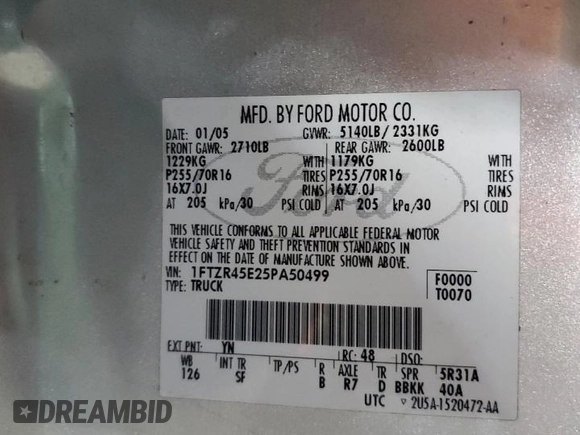 MFD. BY FORD MOTOR CO.
DATE: 01/05 GVWR: 5140LB/ 2331KG
FRONT GAWR: 2710LB REAR GAWR: 2600LB
1229KG WITH 1179KG WITH
P255/70R16 TIRES P255/70R16 TIRES
16X7.0J RIMS 16X7.0J RIMS
AT 205 kPa/30 PSI COLD AT 205 kPa/30 PSI COLD
Ford
THIS VEHICLE CONFORMS TO ALL APPLICABLE FEDERAL MOTOR
VEHICLE SAFETY AND THEFT PREVENTION STANDARDS IN
EFFECT ON THE DATE OF MANUFACTURE SHOWN ABOVE.
VIN: 1FTZR45E25PA50499 F0000
TYPE: TRUCK T0070
EXT PNT: YN RC: 48 DSO:
WB INT TR TP/PS R AXLE TR SPR 5R31A
126 SF B R7 D BBKK 40A
UTC ▽ 2U5A-1520472-AA
DREAMBID